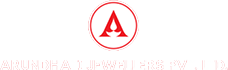 ARUNDHATI JEWELLERS PVT. LTD.